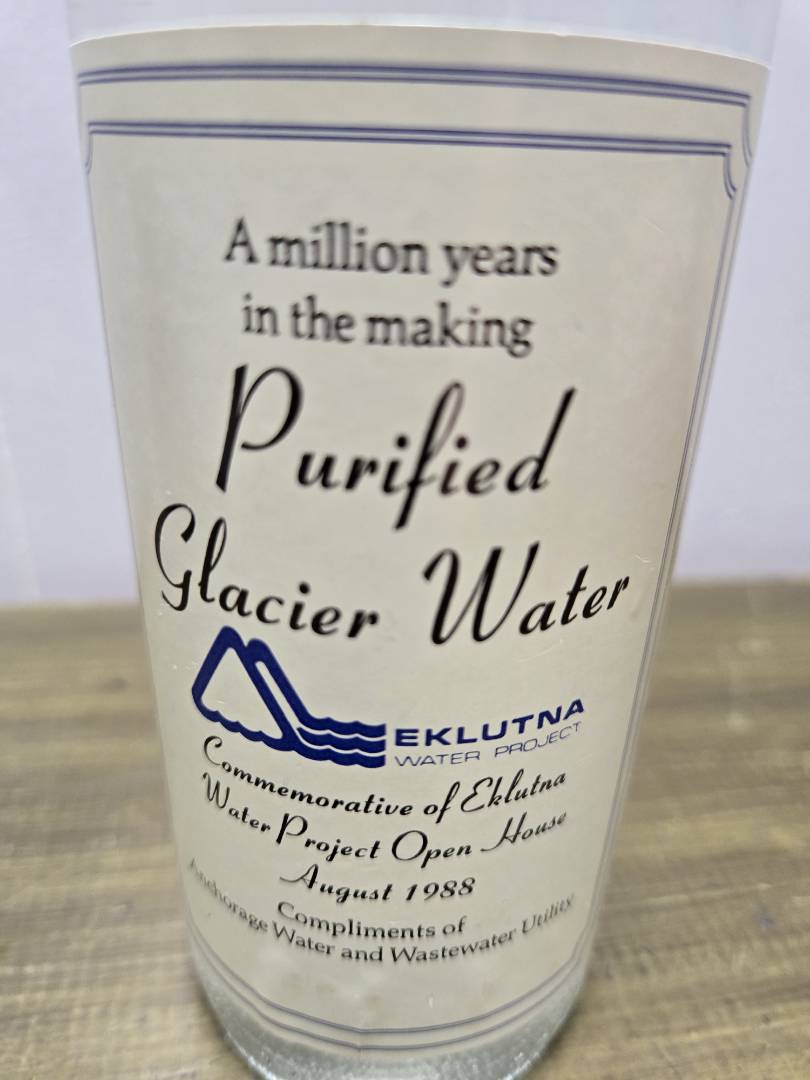 A million years
in the making
Purified
Glacier Water
EKLUTNA
WATER PROJECT
Commemorative of Eklutna
Water Project Open House
August 1988
Compliments of
Anchorage Water and Wastewater Utility